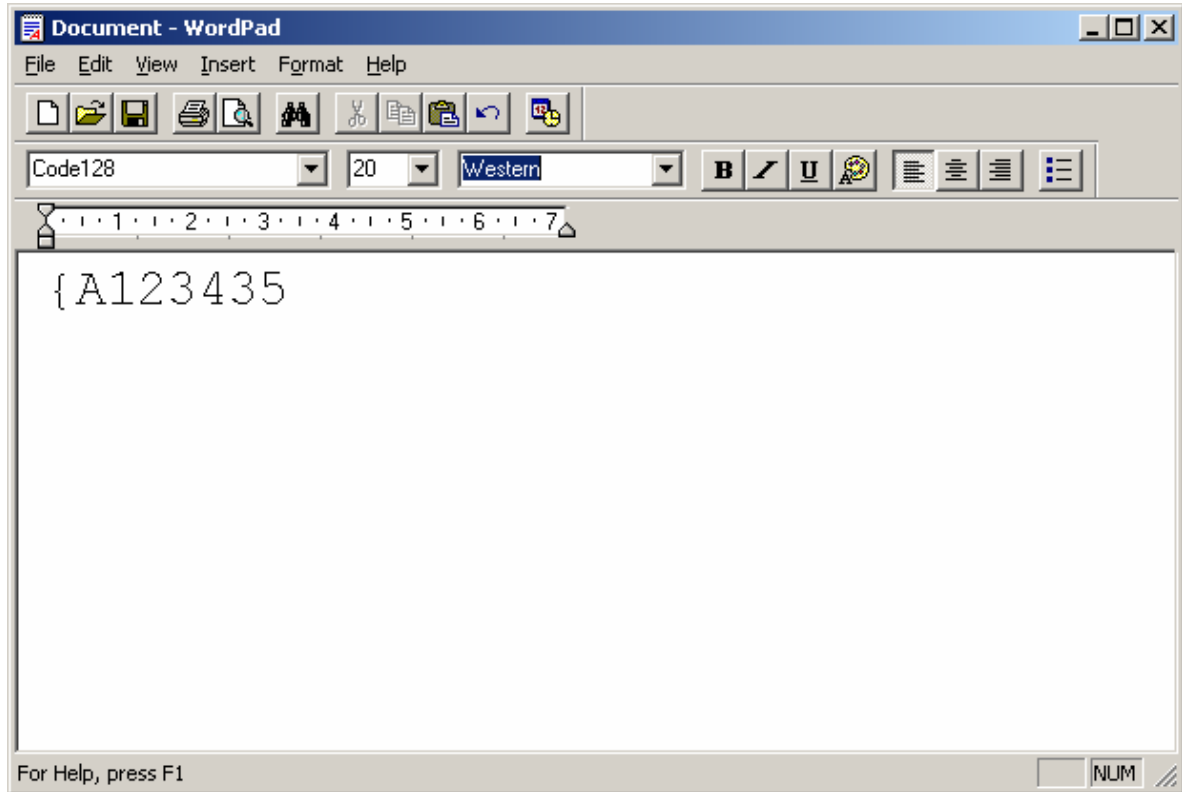 Document - WordPad
File Edit View Insert Format Help
Code128 20 Western B / U A
1 2 3 4 5 6 7
{A123435
For Help, press F1 NUM